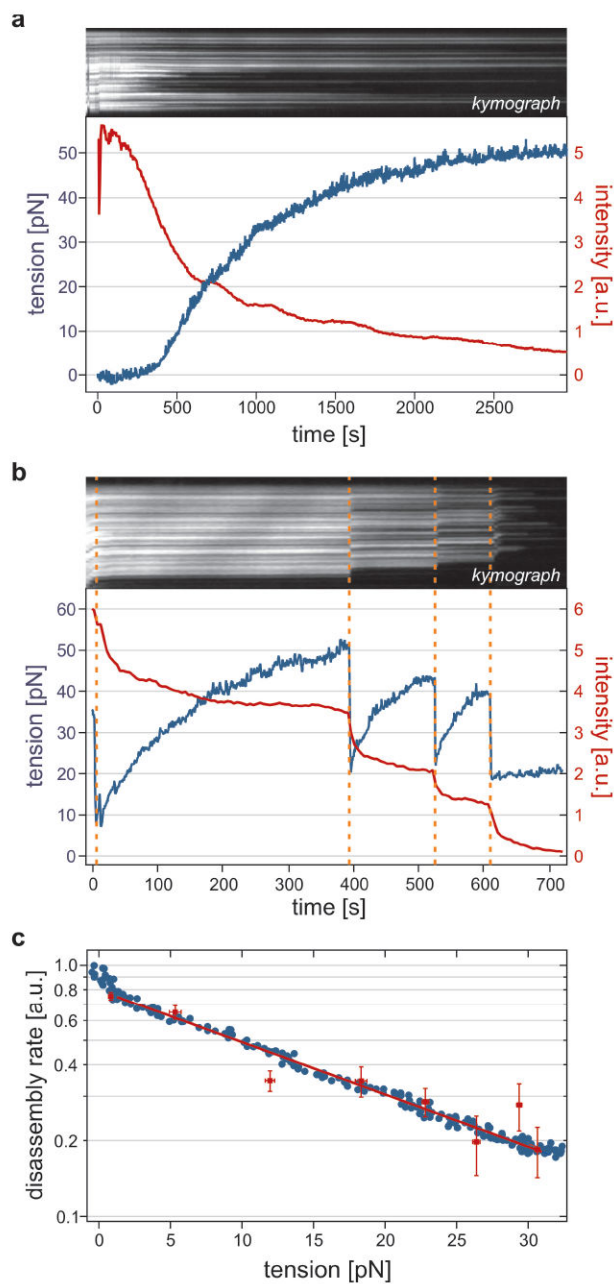 a
kymograph
tension [pN]
50
40
30
20
10
0
intensity [a.u.]
5
4
3
2
1
0
0 500 1000 1500 2000 2500
time [s]
b
kymograph
tension [pN]
60
50
40
30
20
10
0
intensity [a.u.]
6
5
4
3
2
1
0
0 100 200 300 400 500 600 700
time [s]
c
disassembly rate [a.u.]
1.0
0.8
0.6
0.4
0.2
0.1
0 5 10 15 20 25 30
tension [pN]